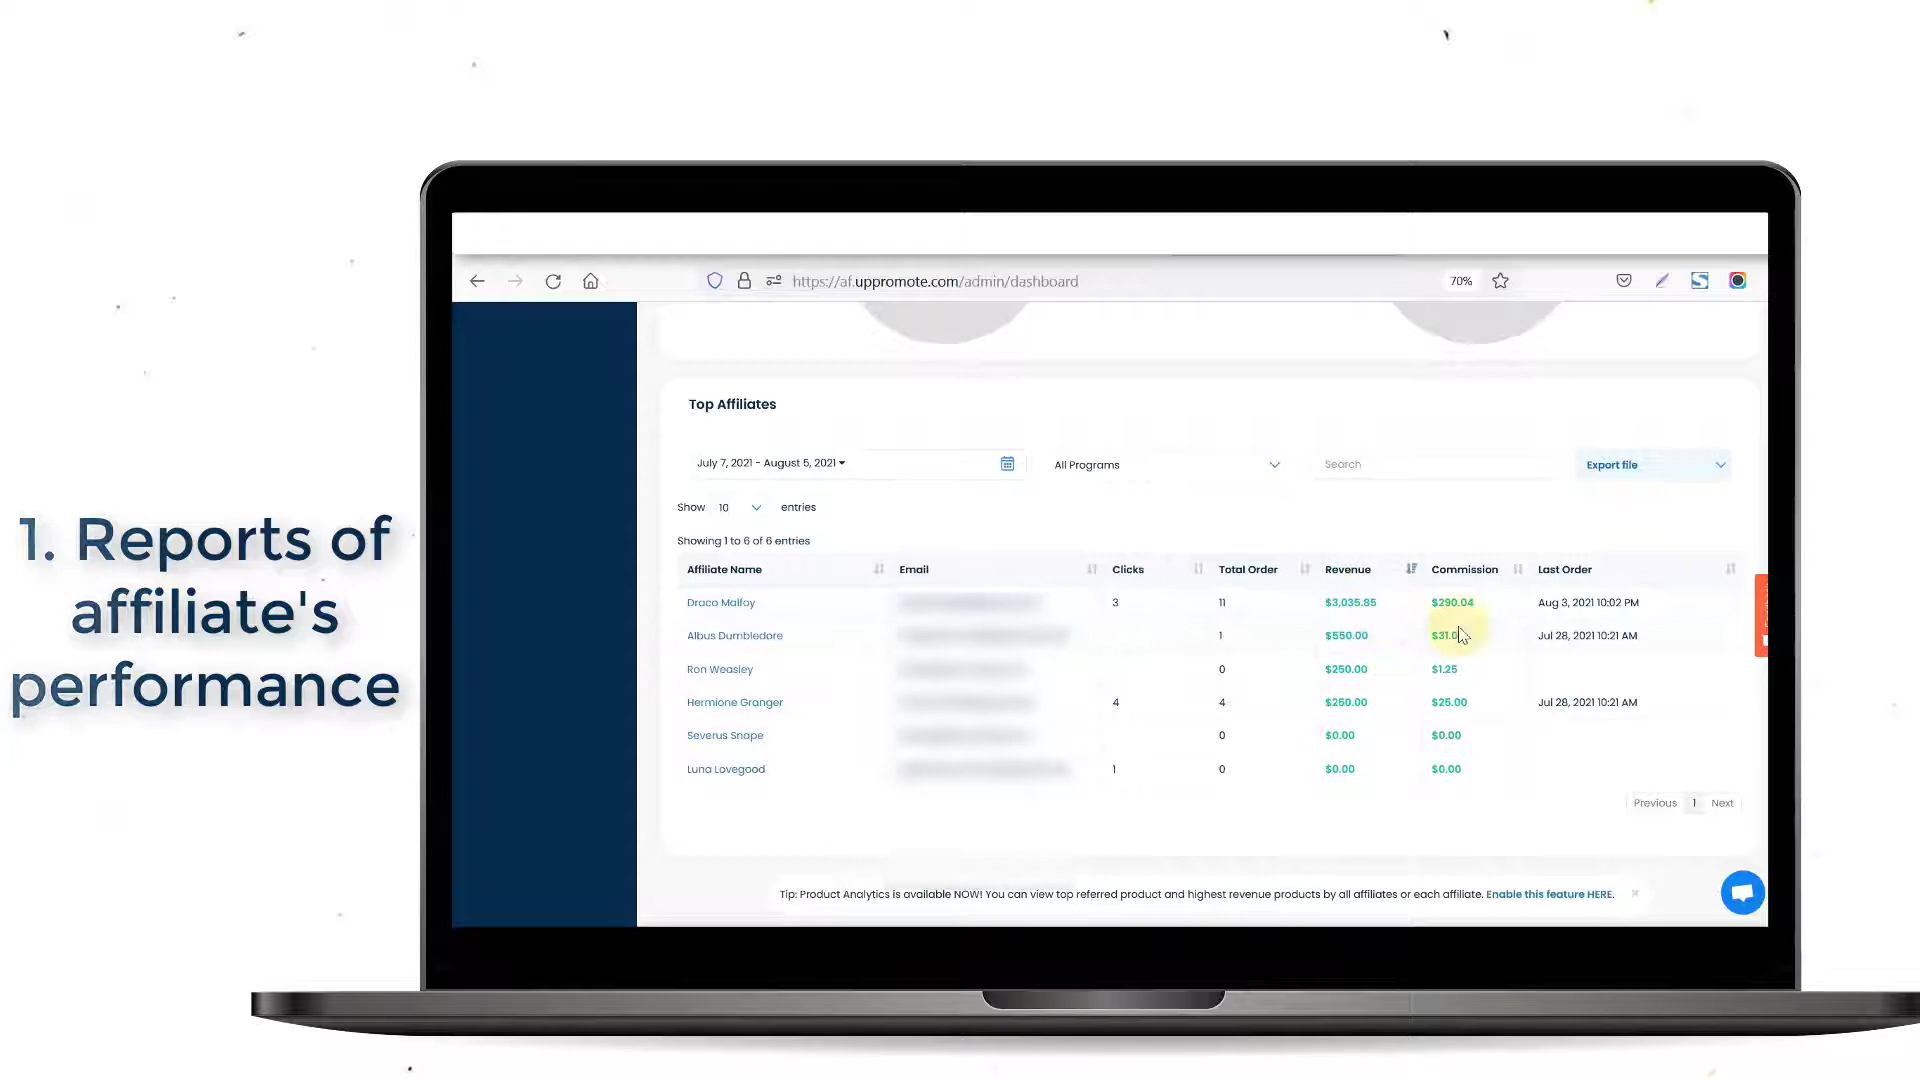 https://af.uppromote.com/admin/dashboard
70%
Top Affiliates
July 7, 2021 - August 5, 2021
All Programs
Search
Export file
Show 10 entries
Showing 1 to 6 of 6 entries
Affiliate Name Email Clicks Total Order Revenue Commission Last Order
Draco Malfoy 3 11 $3,035.85 $290.04 Aug 3, 2021 10:02 PM
Albus Dumbledore 1 $550.00 Jul 28, 2021 10:21 AM
Ron Weasley 0 $250.00 $1.25
Hermione Granger 4 4 $250.00 $25.00 Jul 28, 2021 10:21 AM
Severus Snape 0 $0.00 $0.00
Luna Lovegood 1 0 $0.00 $0.00
Previous 1 Next
Tip: Product Analytics is available NOW! You can view top referred product and highest revenue products by all affiliates or each affiliate. Enable this feature HERE.
1. Reports of
affiliate's
performance